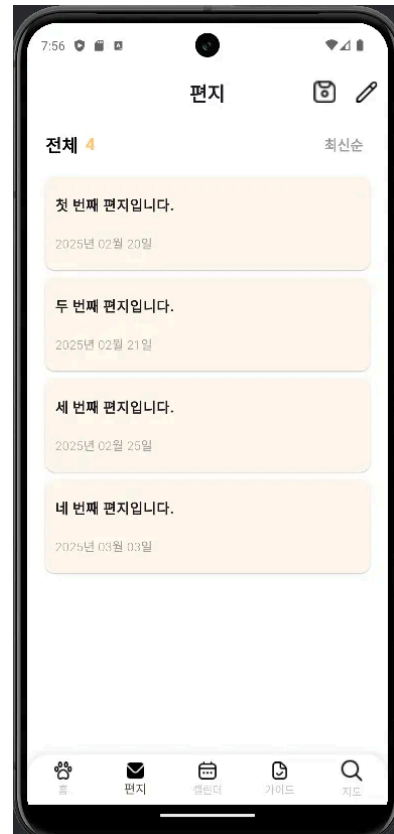 7:56
편지
전체 4
최신순
첫 번째 편지입니다.
2025년 02월 20일
두 번째 편지입니다.
2025년 02월 21일
세 번째 편지입니다.
2025년 02월 25일
네 번째 편지입니다.
2025년 03월 03일
홈 편지 캘린더 가이드 지도